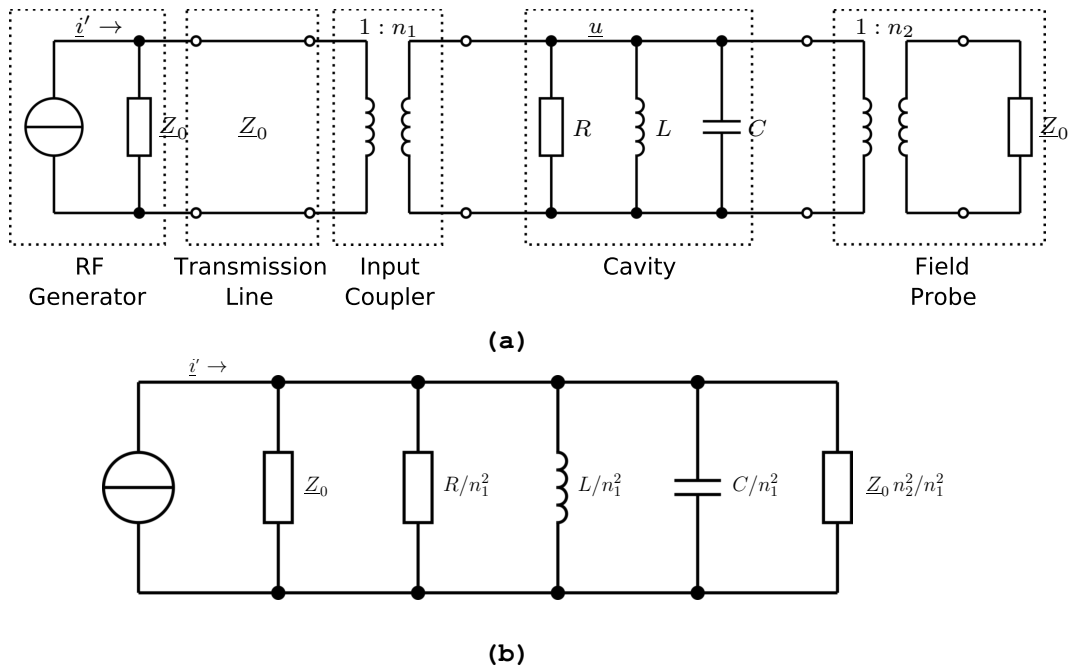 i' → 1 : n₁ u 1 : n₂
Z₀ Z₀ R L C Z₀
RF Generator
Transmission Line
Input Coupler
Cavity
Field Probe
(a)
i' →
Z₀ R/n₁² L/n₁² C/n₁² Z₀ n₂²/n₁²
(b)